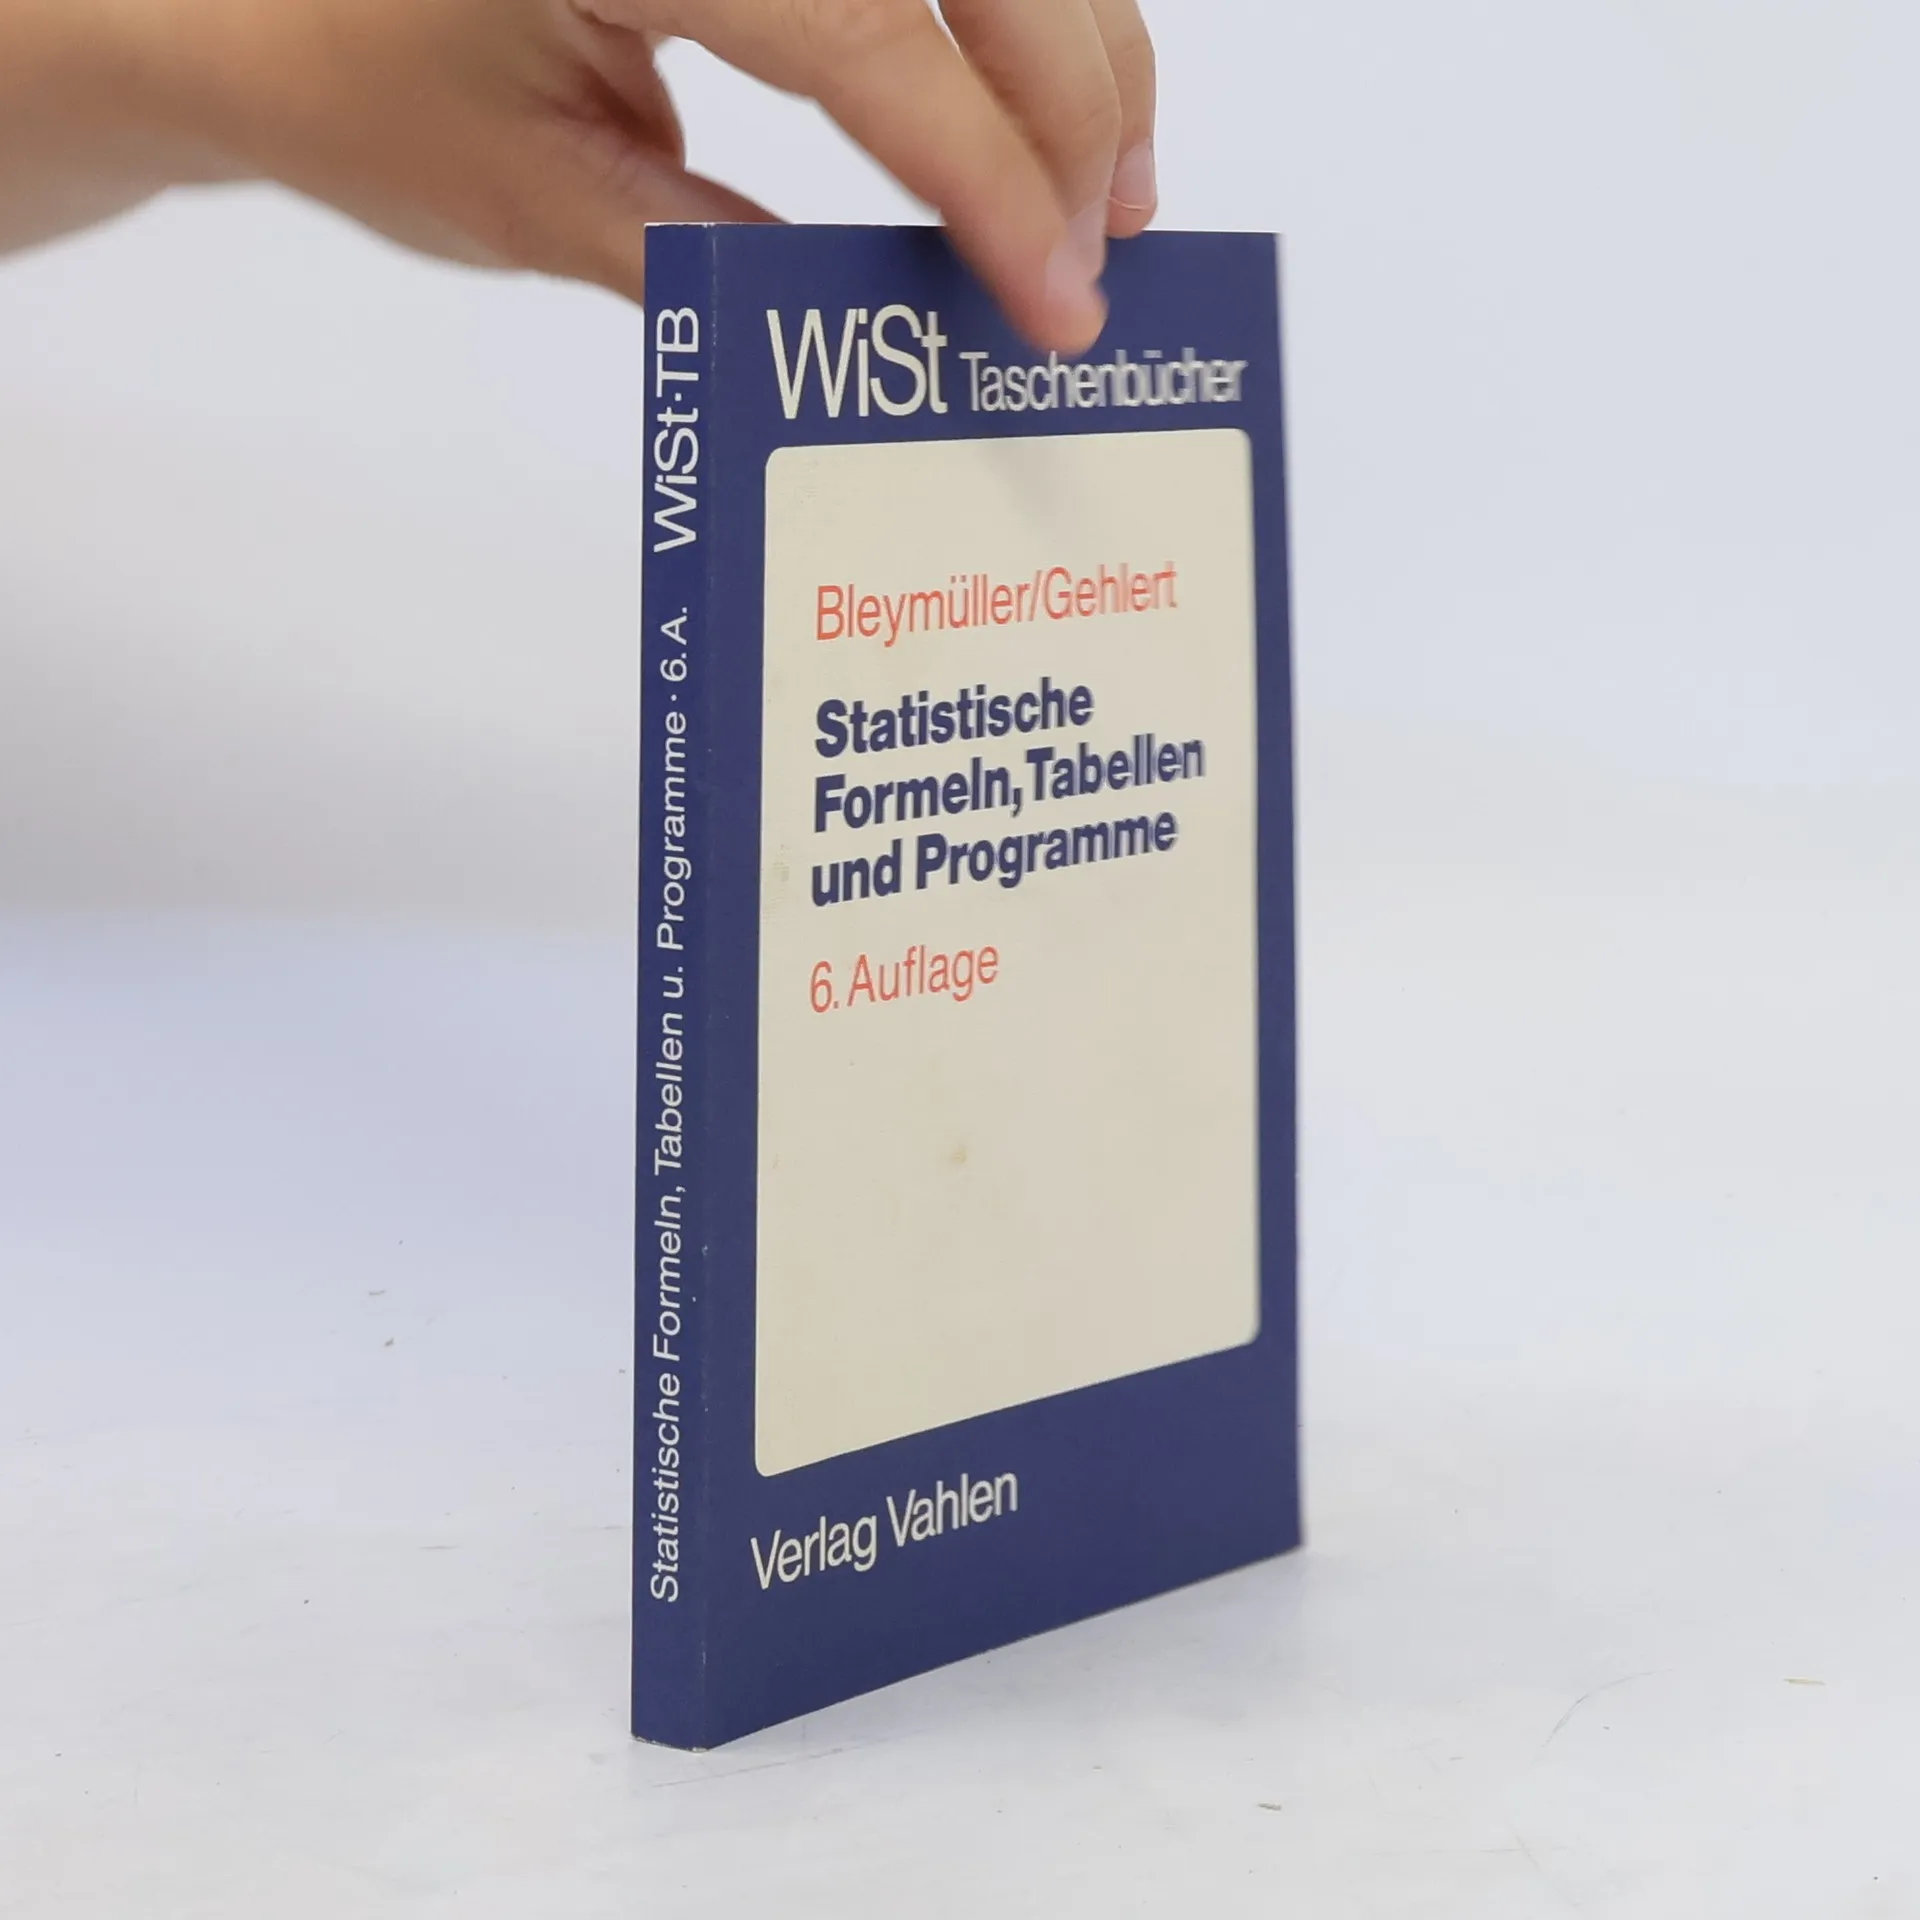 WiSt Taschenbücher
Bleymüller/Gehlert
Statistische
Formeln, Tabellen
und Programme
6. Auflage
Verlag Vahlen
Statistische Formeln, Tabellen u. Programme · 6. A. WiSt·TB